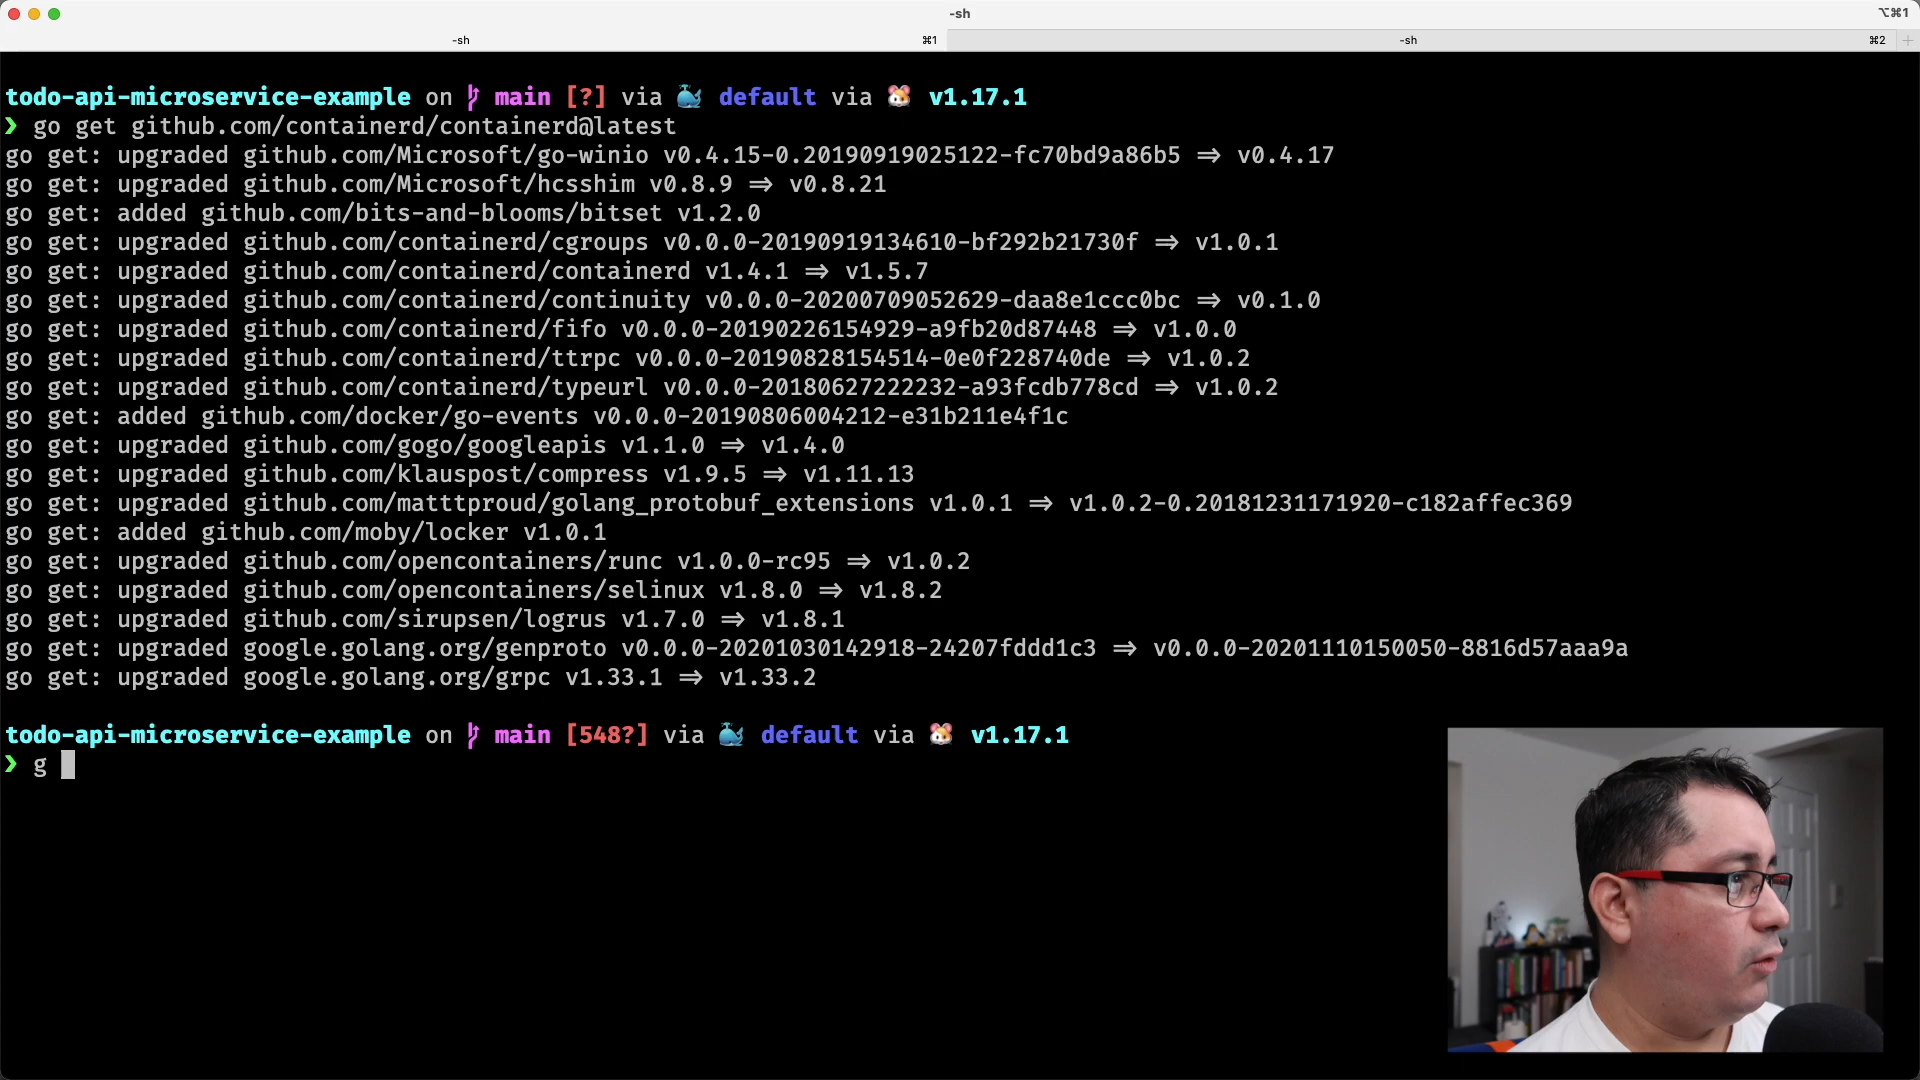 -sh
⌥⌘1
-sh ⌘1
-sh ⌘2
todo-api-microservice-example on main [?] via 🐳 default via 🐹 v1.17.1
❯ go get github.com/containerd/containerd@latest
go get: upgraded github.com/Microsoft/go-winio v0.4.15-0.20190919025122-fc70bd9a86b5 => v0.4.17
go get: upgraded github.com/Microsoft/hcsshim v0.8.9 => v0.8.21
go get: added github.com/bits-and-blooms/bitset v1.2.0
go get: upgraded github.com/containerd/cgroups v0.0.0-20190919134610-bf292b21730f => v1.0.1
go get: upgraded github.com/containerd/containerd v1.4.1 => v1.5.7
go get: upgraded github.com/containerd/continuity v0.0.0-20200709052629-daa8e1ccc0bc => v0.1.0
go get: upgraded github.com/containerd/fifo v0.0.0-20190226154929-a9fb20d87448 => v1.0.0
go get: upgraded github.com/containerd/ttrpc v0.0.0-20190828154514-0e0f228740de => v1.0.2
go get: upgraded github.com/containerd/typeurl v0.0.0-20180627222232-a93fcdb778cd => v1.0.2
go get: added github.com/docker/go-events v0.0.0-20190806004212-e31b211e4f1c
go get: upgraded github.com/gogo/googleapis v1.1.0 => v1.4.0
go get: upgraded github.com/klauspost/compress v1.9.5 => v1.11.13
go get: upgraded github.com/matttproud/golang_protobuf_extensions v1.0.1 => v1.0.2-0.20181231171920-c182affec369
go get: added github.com/moby/locker v1.0.1
go get: upgraded github.com/opencontainers/runc v1.0.0-rc95 => v1.0.2
go get: upgraded github.com/opencontainers/selinux v1.8.0 => v1.8.2
go get: upgraded github.com/sirupsen/logrus v1.7.0 => v1.8.1
go get: upgraded google.golang.org/genproto v0.0.0-20201030142918-24207fddd1c3 => v0.0.0-20201110150050-8816d57aaa9a
go get: upgraded google.golang.org/grpc v1.33.1 => v1.33.2
todo-api-microservice-example on main [548?] via 🐳 default via 🐹 v1.17.1
❯ g